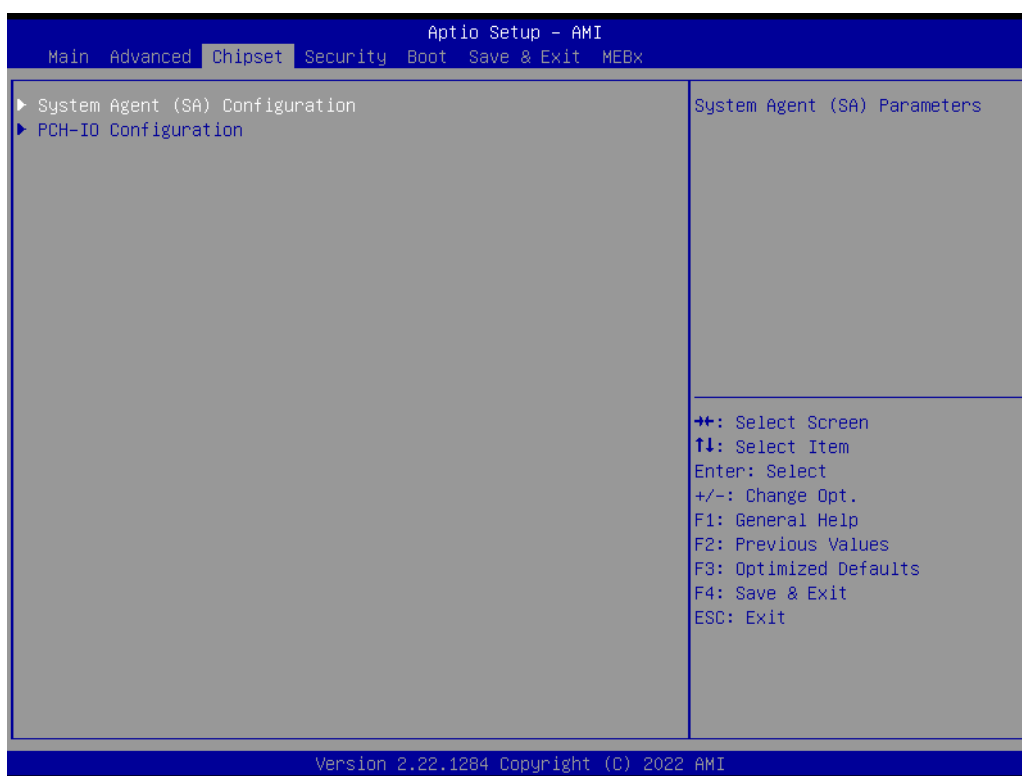 Aptio Setup – AMI
Main Advanced Chipset Security Boot Save & Exit MEBx
▶ System Agent (SA) Configuration
▶ PCH-IO Configuration
System Agent (SA) Parameters
→←: Select Screen
↑↓: Select Item
Enter: Select
+/-: Change Opt.
F1: General Help
F2: Previous Values
F3: Optimized Defaults
F4: Save & Exit
ESC: Exit
Version 2.22.1284 Copyright (C) 2022 AMI